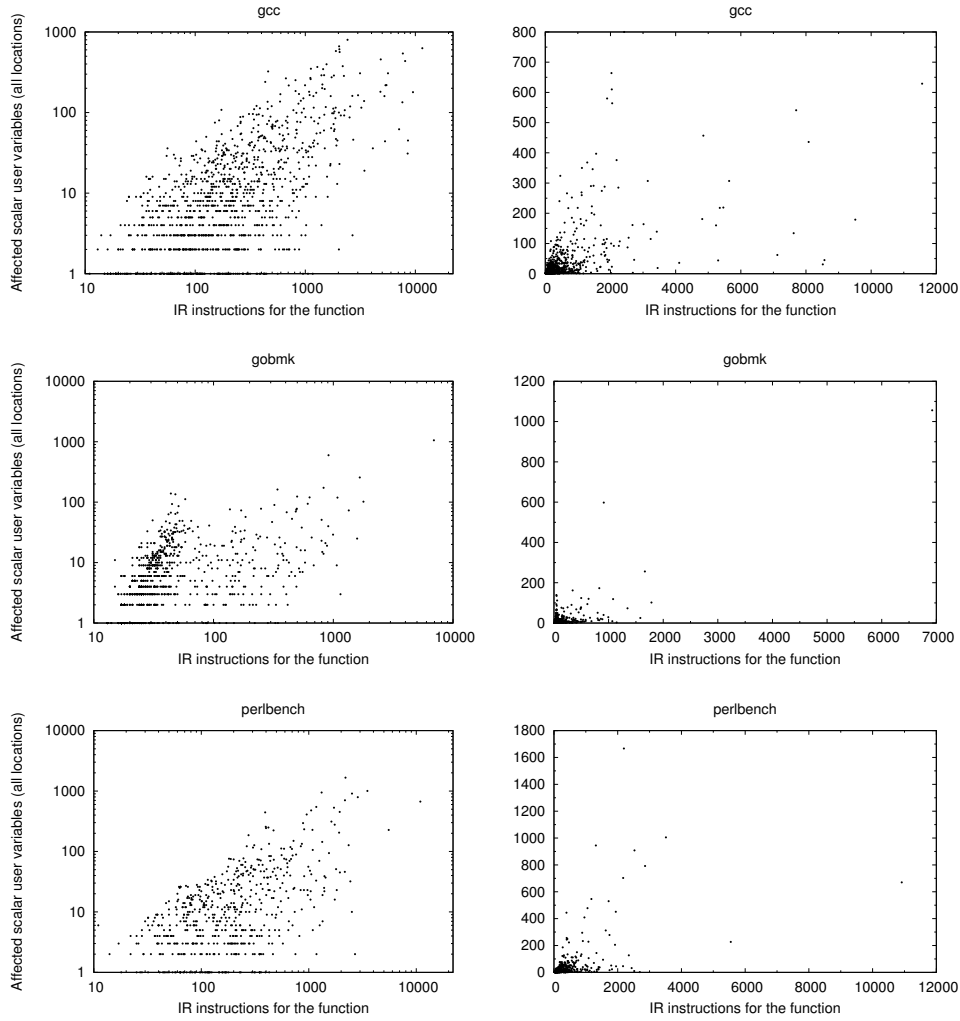 gcc
1000
100
10
1
10 100 1000 10000
Affected scalar user variables (all locations)
IR instructions for the function
gcc
800
700
600
500
400
300
200
100
0
0 2000 4000 6000 8000 10000 12000
IR instructions for the function
gobmk
10000
1000
100
10
1
10 100 1000 10000
Affected scalar user variables (all locations)
IR instructions for the function
gobmk
1200
1000
800
600
400
200
0
0 1000 2000 3000 4000 5000 6000 7000
IR instructions for the function
perlbench
10000
1000
100
10
1
10 100 1000 10000
Affected scalar user variables (all locations)
IR instructions for the function
perlbench
1800
1600
1400
1200
1000
800
600
400
200
0
0 2000 4000 6000 8000 10000 12000
IR instructions for the function